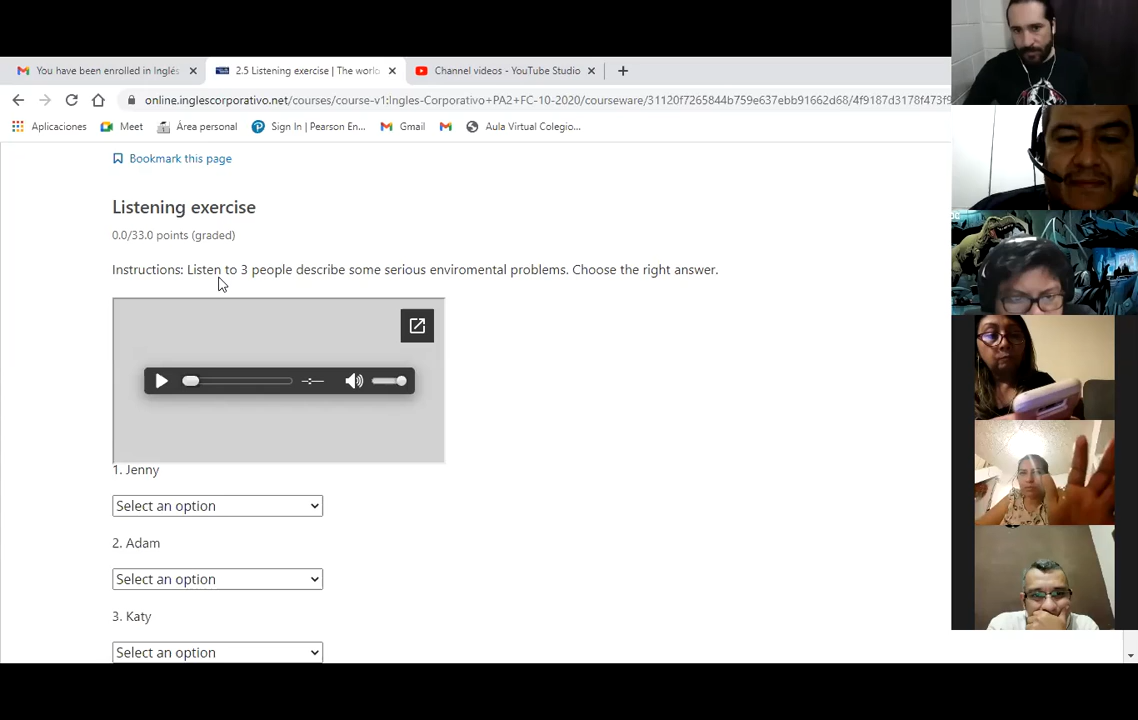 You have been enrolled in Inglés
2.5 Listening exercise | The world
Channel videos - YouTube Studio
online.inglescorporativo.net/courses/course-v1:Ingles-Corporativo+PA2+FC-10-2020/courseware/31120f7265844b759e637ebb91662d68/4f9187d3178f473f9
Aplicaciones
Meet
Área personal
Sign In | Pearson En...
Gmail
Aula Virtual Colegio...
Bookmark this page
Listening exercise
0.0/33.0 points (graded)
Instructions: Listen to 3 people describe some serious enviromental problems. Choose the right answer.
-:-
1. Jenny
Select an option
2. Adam
Select an option
3. Katy
Select an option